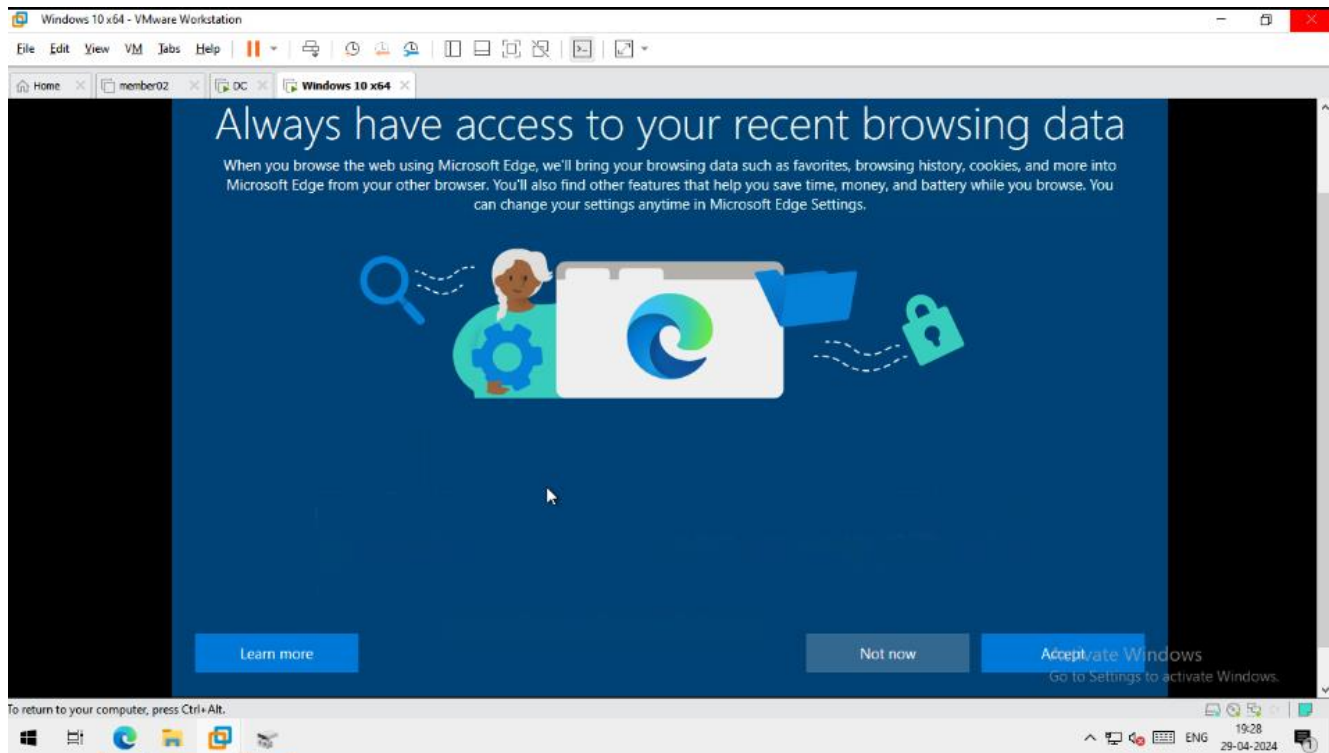 Windows 10 x64 - VMware Workstation
File Edit View VM Tabs Help
Home member02 DC Windows 10 x64
Always have access to your recent browsing data
When you browse the web using Microsoft Edge, we'll bring your browsing data such as favorites, browsing history, cookies, and more into
Microsoft Edge from your other browser. You'll also find other features that help you save time, money, and battery while you browse. You
can change your settings anytime in Microsoft Edge Settings.
Learn more Not now Accept
Activate Windows
Go to Settings to activate Windows.
To return to your computer, press Ctrl+Alt.
ENG 19:28
29-04-2024 1